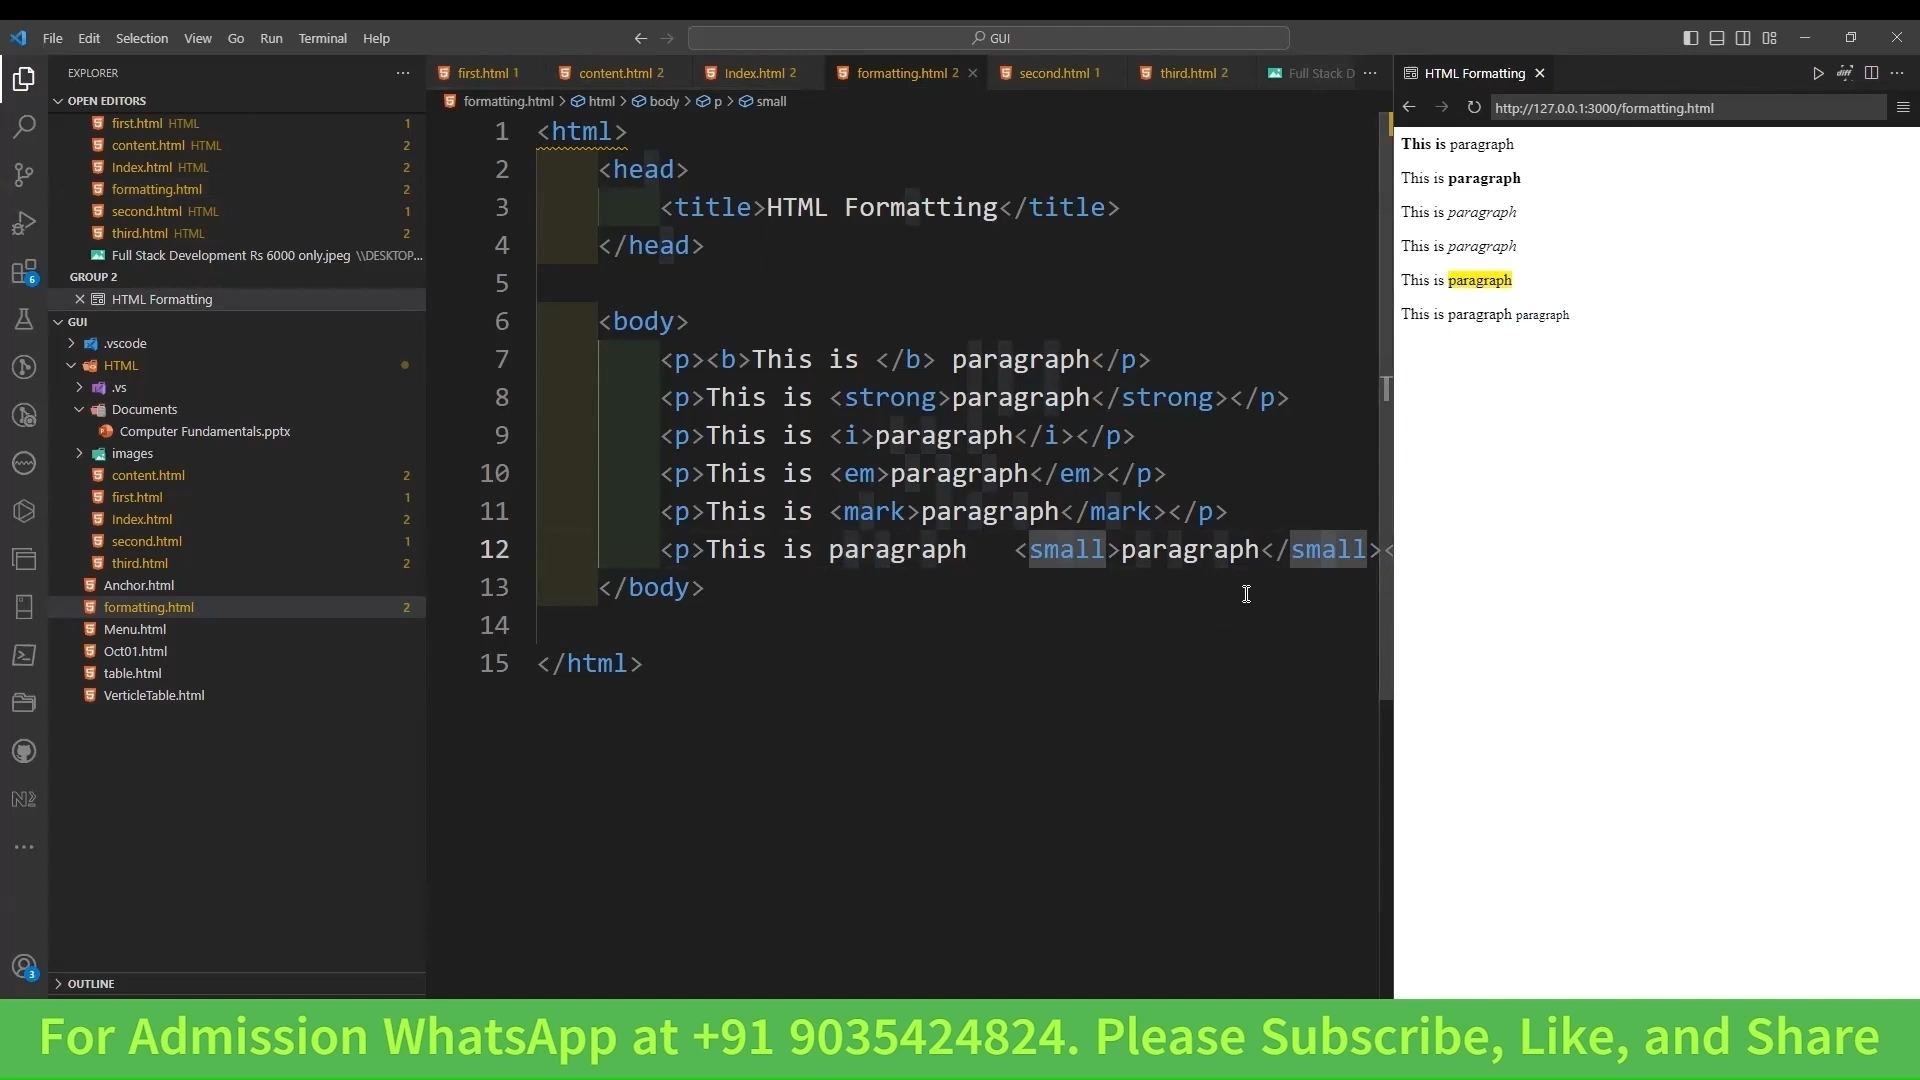 File Edit Selection View Go Run Terminal Help
GUI
EXPLORER
OPEN EDITORS
first.html HTML 1
content.html HTML 2
Index.html HTML 2
formatting.html 2
second.html HTML 1
third.html HTML 2
Full Stack Development Rs 6000 only.jpeg \\DESKTOP...
GROUP 2
HTML Formatting
GUI
.vscode
HTML
.vs
Documents
Computer Fundamentals.pptx
images
content.html 2
first.html 1
Index.html 2
second.html 1
third.html 2
Anchor.html
formatting.html 2
Menu.html
Oct01.html
table.html
VerticleTable.html
OUTLINE
6
3
first.html 1 content.html 2 Index.html 2 formatting.html 2 second.html 1 third.html 2 Full Stack D
formatting.html > html > body > p > small
1 <html>
2 <head>
3 <title>HTML Formatting</title>
4 </head>
5
6 <body>
7 <p><b>This is </b> paragraph</p>
8 <p>This is <strong>paragraph</strong></p>
9 <p>This is <i>paragraph</i></p>
10 <p>This is <em>paragraph</em></p>
11 <p>This is <mark>paragraph</mark></p>
12 <p>This is paragraph   <small>paragraph</small><
13 </body>
14
15 </html>
HTML Formatting
http://127.0.0.1:3000/formatting.html
This is paragraph
This is paragraph
This is paragraph
This is paragraph
This is paragraph
This is paragraph paragraph
For Admission WhatsApp at +91 9035424824. Please Subscribe, Like, and Share